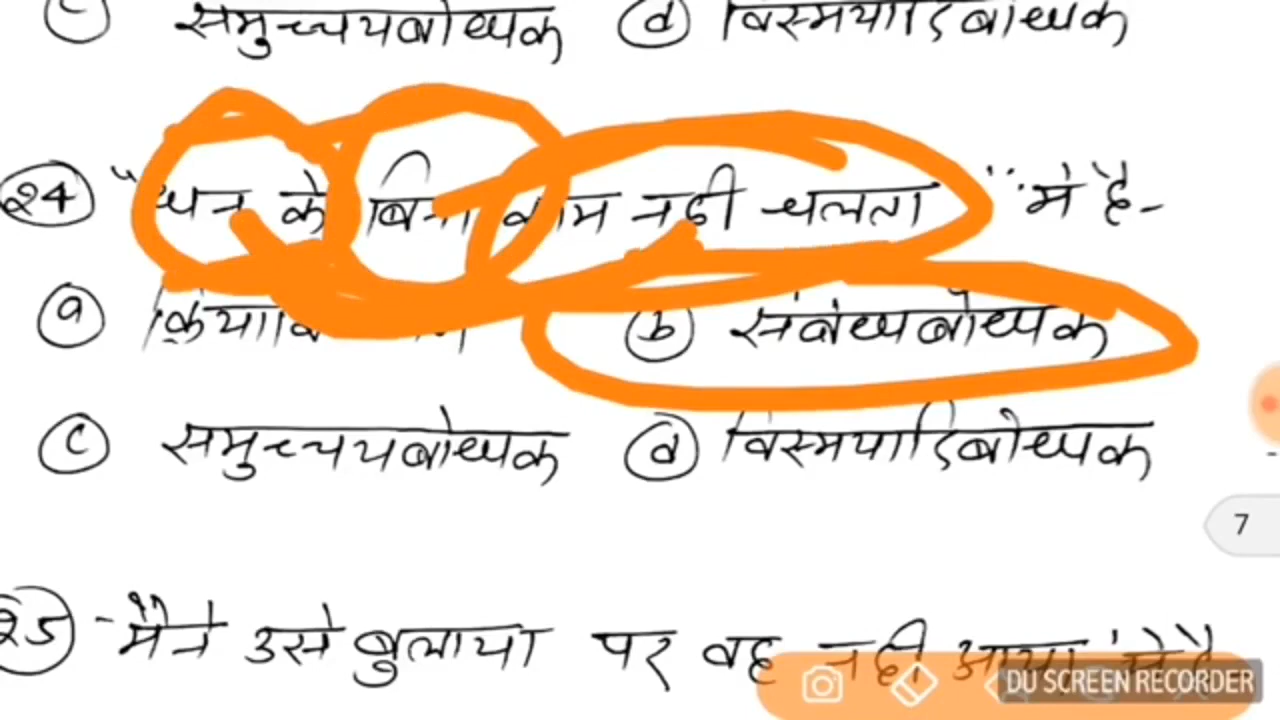 c समुच्चयबोधक d विस्मयादिबोधक
24 "धन के बिना काम नही चलता" में है-
a b संबंधबोधक
c समुच्चयबोधक d विस्मयादिबोधक
7
25 - मैंने उसे बुलाया पर वह नही आया' में है
DU SCREEN RECORDER